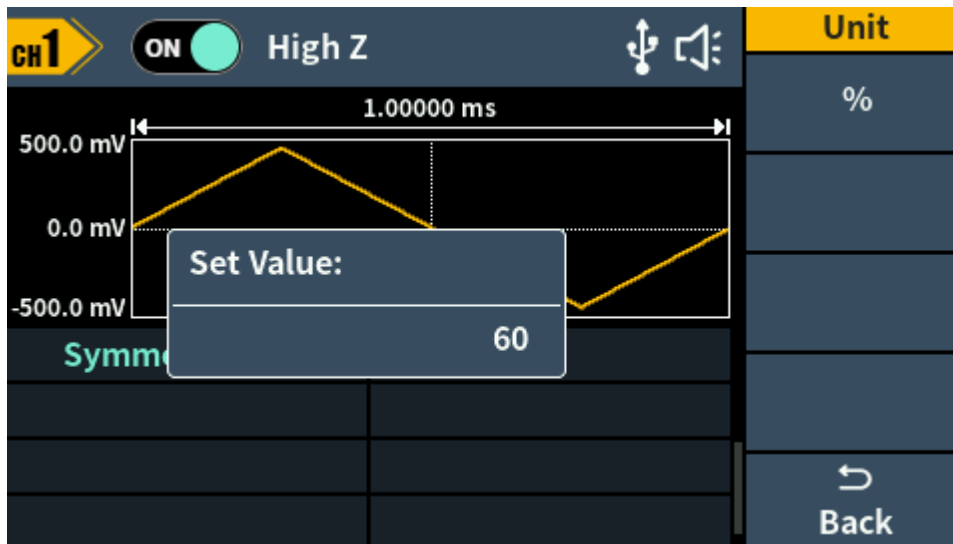 CH1
ON
High Z
Unit
%
1.00000 ms
500.0 mV
0.0 mV
-500.0 mV
Set Value:
60
Back